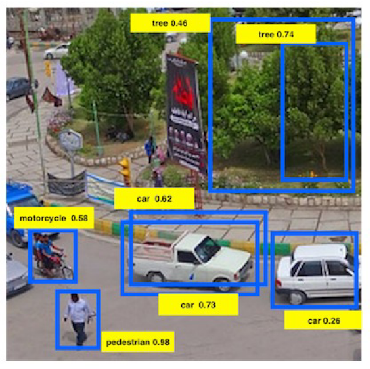 tree 0.46
tree 0.74
car 0.62
motorcycle 0.58
car 0.73
car 0.26
pedestrian 0.98